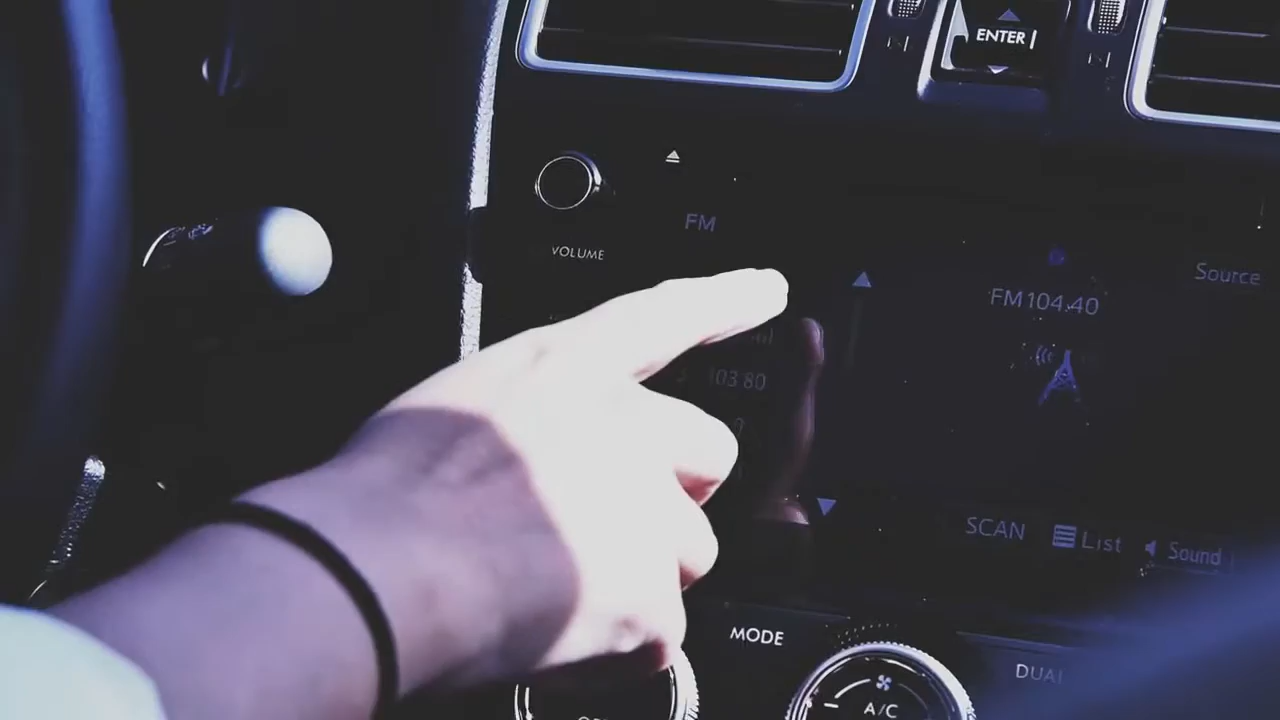 ENTER
FM
VOLUME
Source
FM104.40
103.80
SCAN
List
Sound
MODE
DUAL
A/C